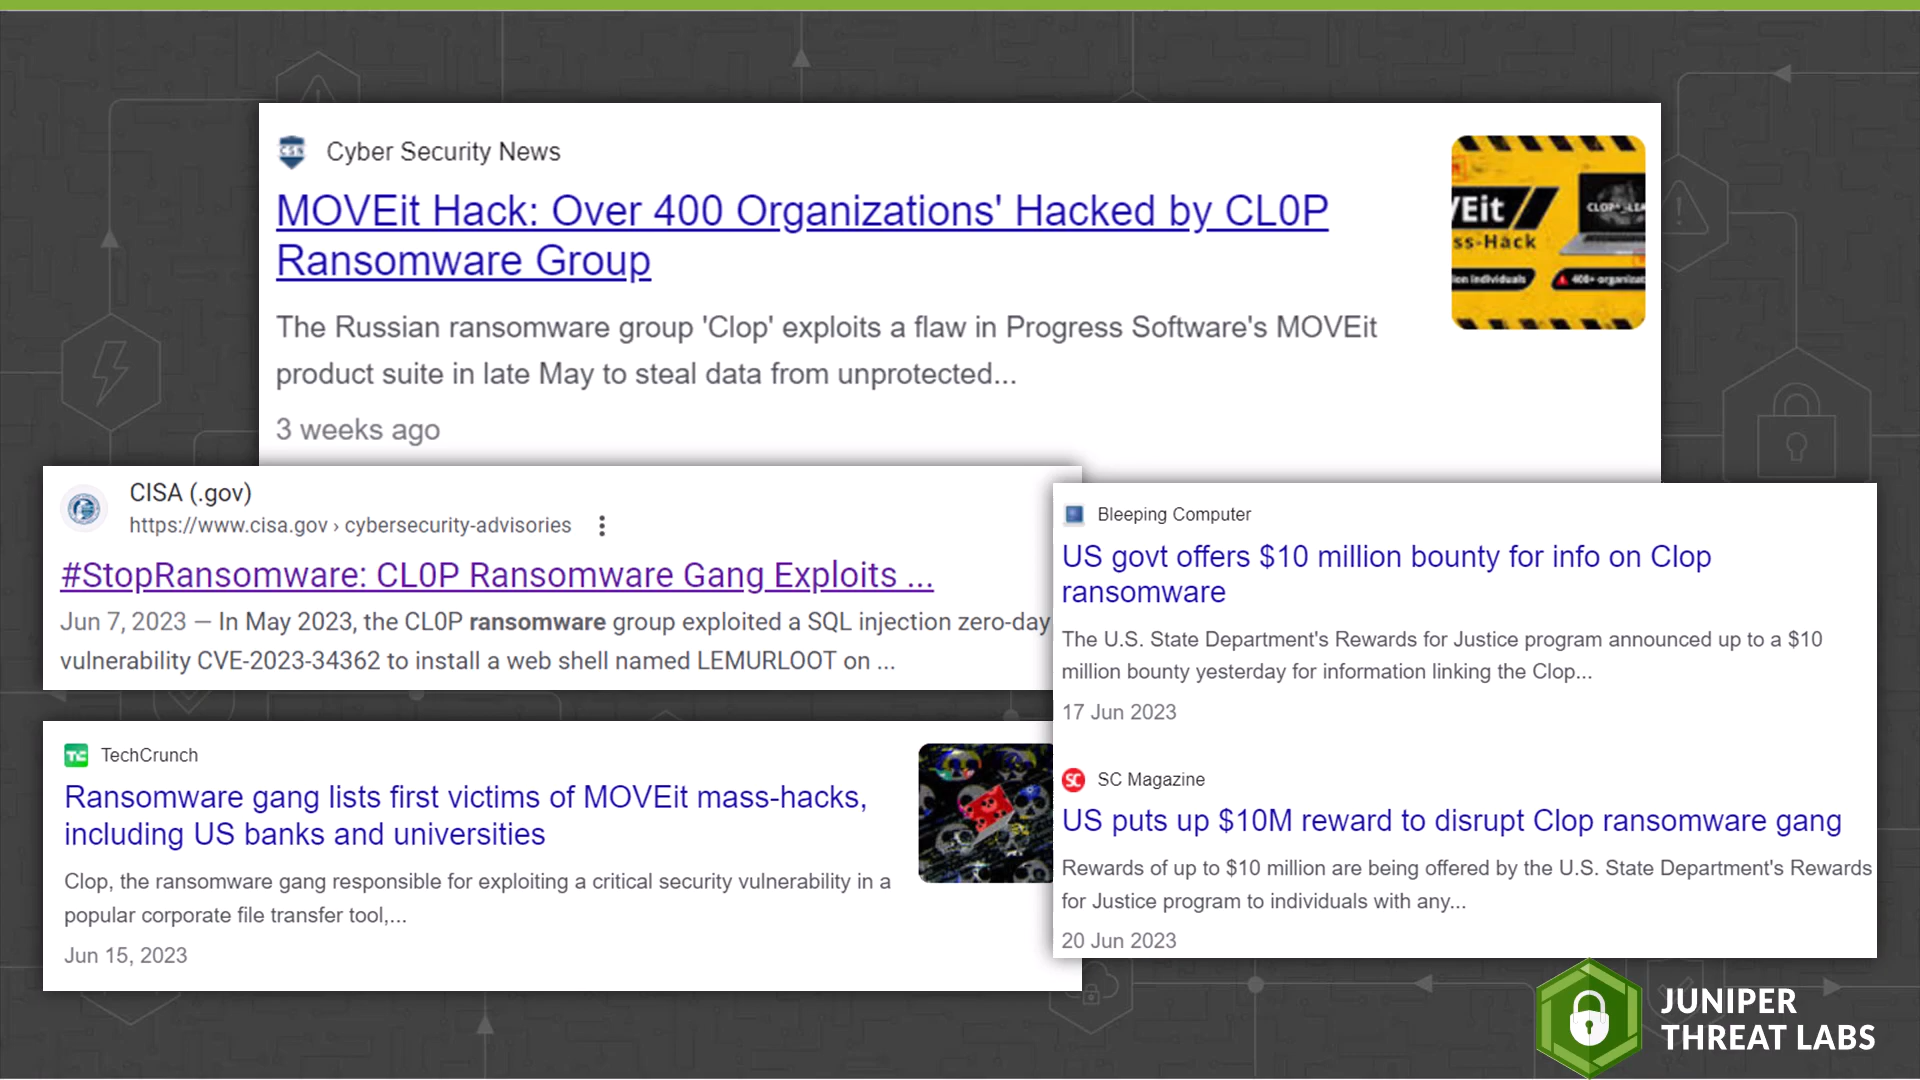 Cyber Security News
MOVEit Hack: Over 400 Organizations' Hacked by CL0P
Ransomware Group
The Russian ransomware group 'Clop' exploits a flaw in Progress Software's MOVEit
product suite in late May to steal data from unprotected...
3 weeks ago
CSN
VEit
ss-Hack
CISA (.gov)
https://www.cisa.gov › cybersecurity-advisories
#StopRansomware: CL0P Ransomware Gang Exploits ...
Jun 7, 2023 — In May 2023, the CL0P ransomware group exploited a SQL injection zero-day
vulnerability CVE-2023-34362 to install a web shell named LEMURLOOT on ...
TC
TechCrunch
Ransomware gang lists first victims of MOVEit mass-hacks,
including US banks and universities
Clop, the ransomware gang responsible for exploiting a critical security vulnerability in a
popular corporate file transfer tool,...
Jun 15, 2023
Bleeping Computer
US govt offers $10 million bounty for info on Clop
ransomware
The U.S. State Department's Rewards for Justice program announced up to a $10
million bounty yesterday for information linking the Clop...
17 Jun 2023
SC
SC Magazine
US puts up $10M reward to disrupt Clop ransomware gang
Rewards of up to $10 million are being offered by the U.S. State Department's Rewards
for Justice program to individuals with any...
20 Jun 2023
JUNIPER
THREAT LABS